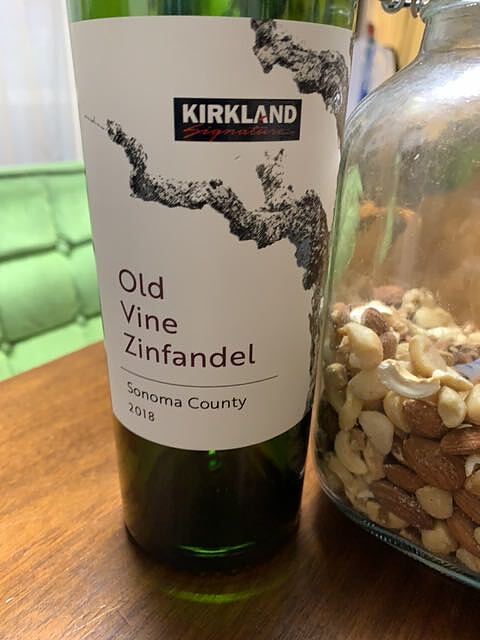 KIRKLAND
Signature
Old
Vine
Zinfandel
Sonoma County
2018